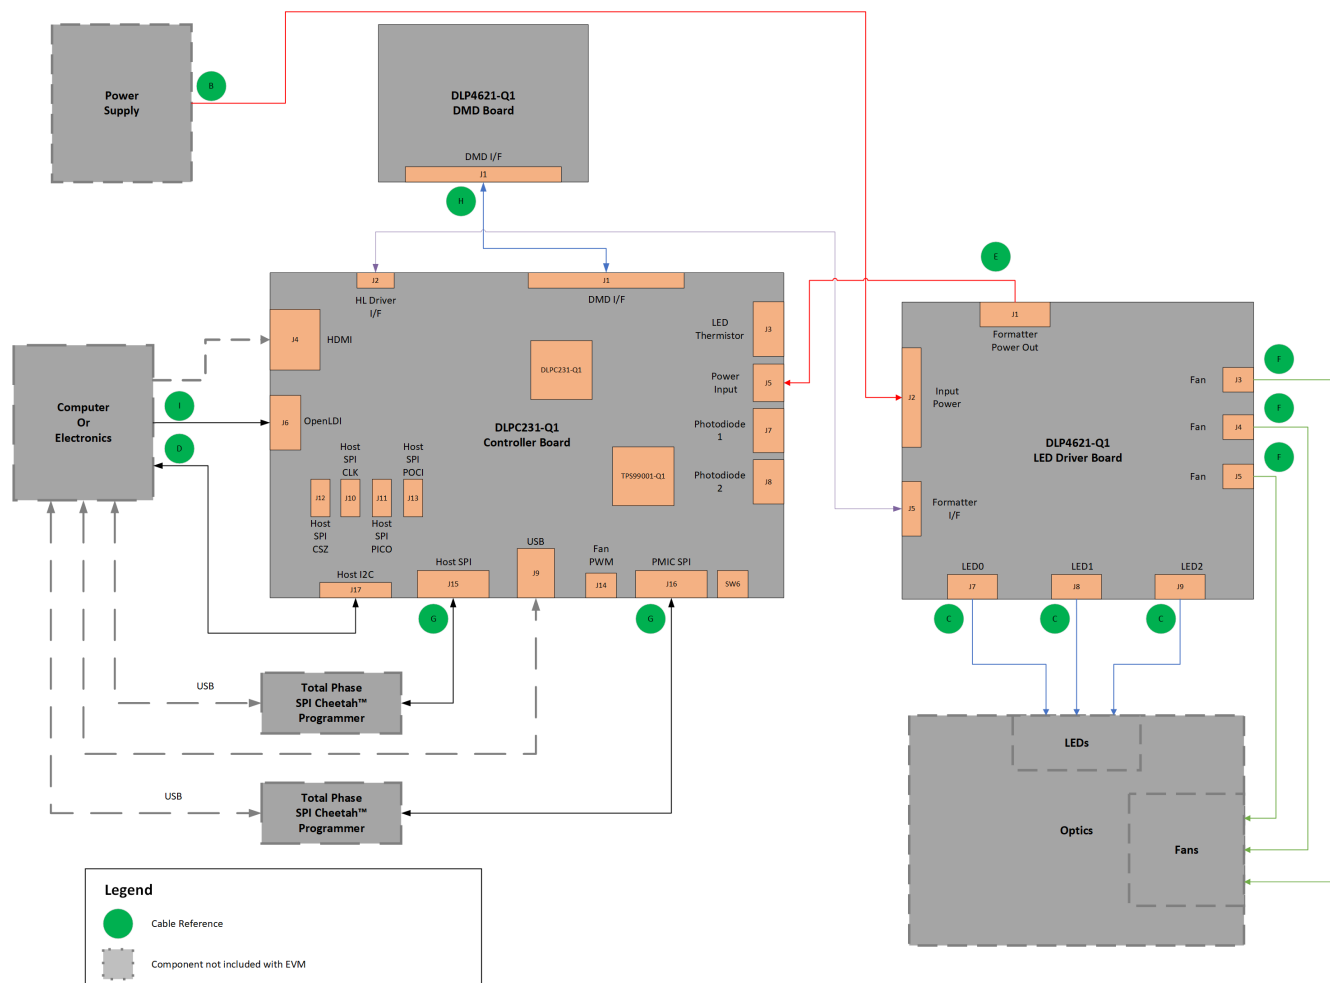 Power
Supply
B
DLP4621-Q1
DMD Board
DMD I/F
J1
H
E
J2
HL Driver
I/F
J1
DMD I/F
J4
HDMI
LED
Thermistor
J3
DLPC231-Q1
Power
Input
J5
J6
OpenLDI
DLPC231-Q1
Controller Board
Photodiode
1
J7
Photodiode
2
J8
TPS99001-Q1
Host
SPI
CLK
Host
SPI
POCI
J12
J10
J11
J13
Host
SPI
CSZ
Host
SPI
PICO
Host I2C
J17
Host SPI
J15
USB
J9
Fan
PWM
J14
PMIC SPI
J16
SW6
G
G
Computer
Or
Electronics
I
D
J1
Formatter
Power Out
J2
Input
Power
DLP4621-Q1
LED Driver Board
Fan
J3
F
Fan
J4
F
Fan
J5
F
J5
Formatter
I/F
LED0
J7
LED1
J8
LED2
J9
C
C
C
USB
Total Phase
SPI Cheetah™
Programmer
USB
Total Phase
SPI Cheetah™
Programmer
LEDs
Optics
Fans
Legend
Cable Reference
Component not included with EVM